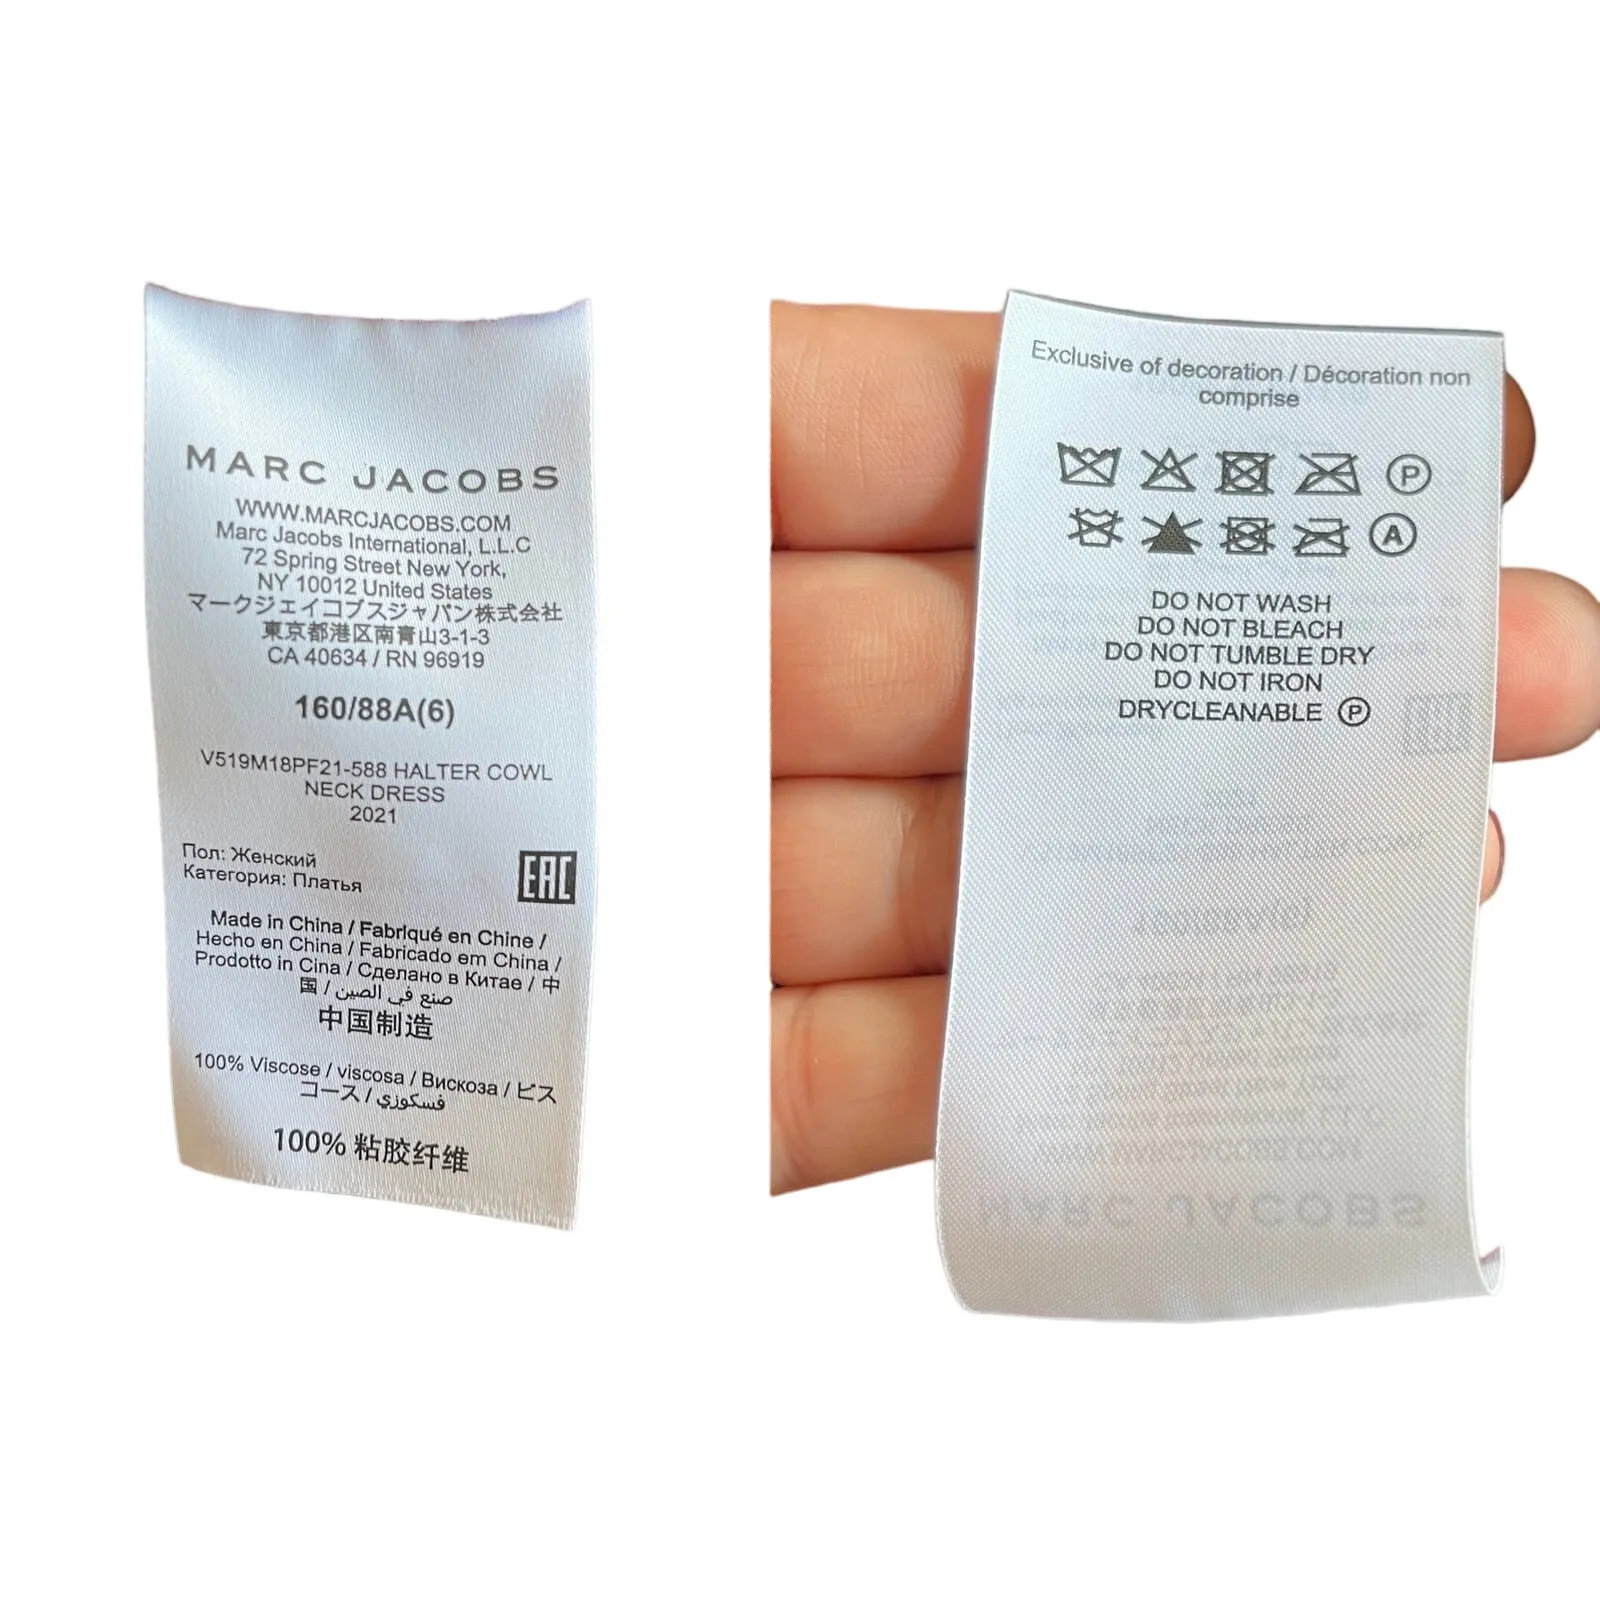 MARC JACOBS
WWW.MARCJACOBS.COM
Marc Jacobs International, L.L.C
72 Spring Street New York,
NY 10012 United States
マークジェイコブスジャパン株式会社
東京都港区南青山3-1-3
CA 40634 / RN 96919
160/88A(6)
V519M18PF21-588 HALTER COWL
NECK DRESS
2021
Пол: Женский
Категория: Платья
EAC
Made in China / Fabriqué en Chine /
Hecho en China / Fabricado em China /
Prodotto in Cina / Сделано в Китае / 中
国 / صنع في الصين
中国制造
100% Viscose / viscosa / Вискоза / ビス
コース / فسكوزي
100% 粘胶纤维
Exclusive of decoration / Décoration non
comprise
P
A
DO NOT WASH
DO NOT BLEACH
DO NOT TUMBLE DRY
DO NOT IRON
DRYCLEANABLE P
MARC JACOBS